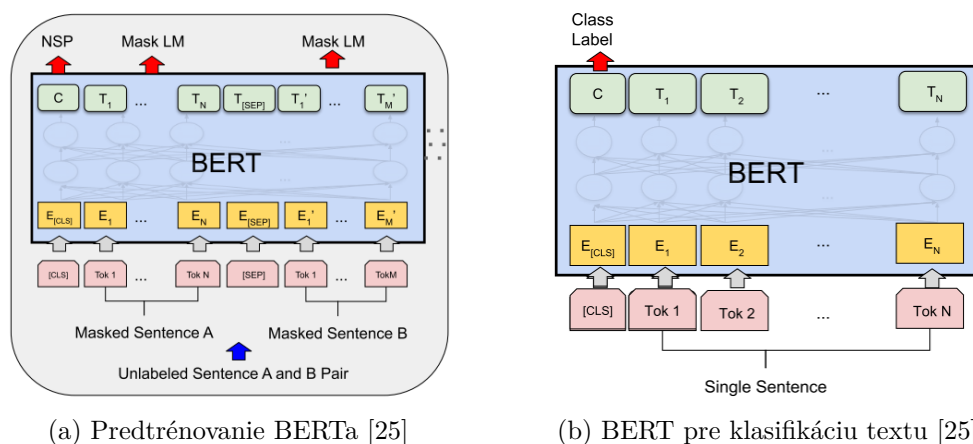 NSP Mask LM Mask LM
C T1 ... TN T[SEP] T1' ... TM'
...
BERT
...
E[CLS] E1 ... EN E[SEP] E1' ... EM'
[CLS] Tok 1 ... Tok N [SEP] Tok 1 ... TokM
Masked Sentence A Masked Sentence B
Unlabeled Sentence A and B Pair
(a) Predtrénovanie BERTa [25]
Class
Label
C T1 T2 ... TN
...
BERT
...
E[CLS] E1 E2 ... EN
[CLS] Tok 1 Tok 2 ... Tok N
Single Sentence
(b) BERT pre klasifikáciu textu [25